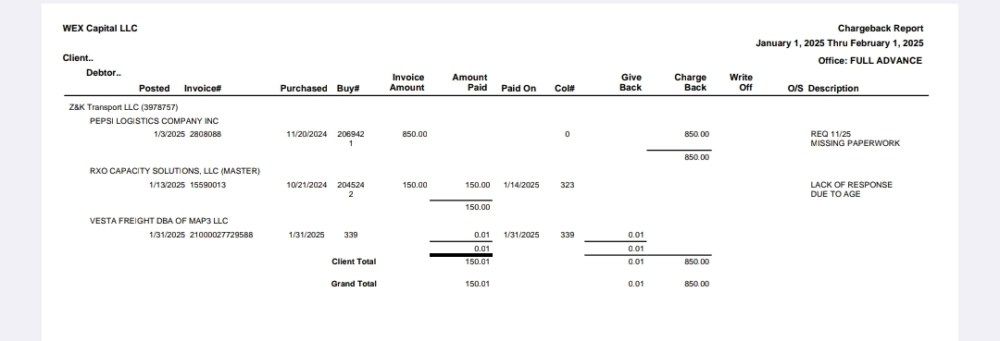 WEX Capital LLC Chargeback Report
January 1, 2025 Thru February 1, 2025
Client.. Office: FULL ADVANCE
Debtor..
Invoice Amount Give Charge Write
Posted Invoice# Purchased Buy# Amount Paid Paid On Col# Back Back Off O/S Description
Z&K Transport LLC (3978757)
PEPSI LOGISTICS COMPANY INC
1/3/2025 2808088 11/20/2024 206942 850.00 0 850.00 REQ 11/25
1 MISSING PAPERWORK
850.00
RXO CAPACITY SOLUTIONS, LLC (MASTER)
1/13/2025 15590013 10/21/2024 204524 150.00 150.00 1/14/2025 323 LACK OF RESPONSE
2 DUE TO AGE
150.00
VESTA FREIGHT DBA OF MAP3 LLC
1/31/2025 21000027729588 1/31/2025 339 0.01 1/31/2025 339 0.01
0.01 0.01
Client Total 150.01 0.01 850.00
Grand Total 150.01 0.01 850.00